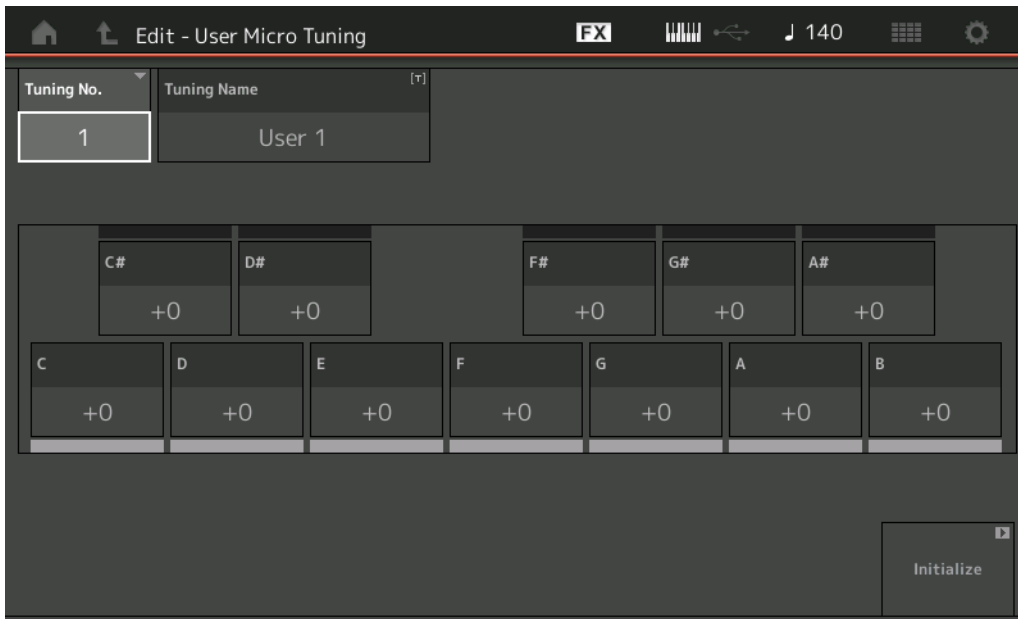 Edit - User Micro Tuning FX ♩ 140
Tuning No. Tuning Name [T]
1 User 1
C# D# F# G# A#
+0 +0 +0 +0 +0
C D E F G A B
+0 +0 +0 +0 +0 +0 +0
Initialize